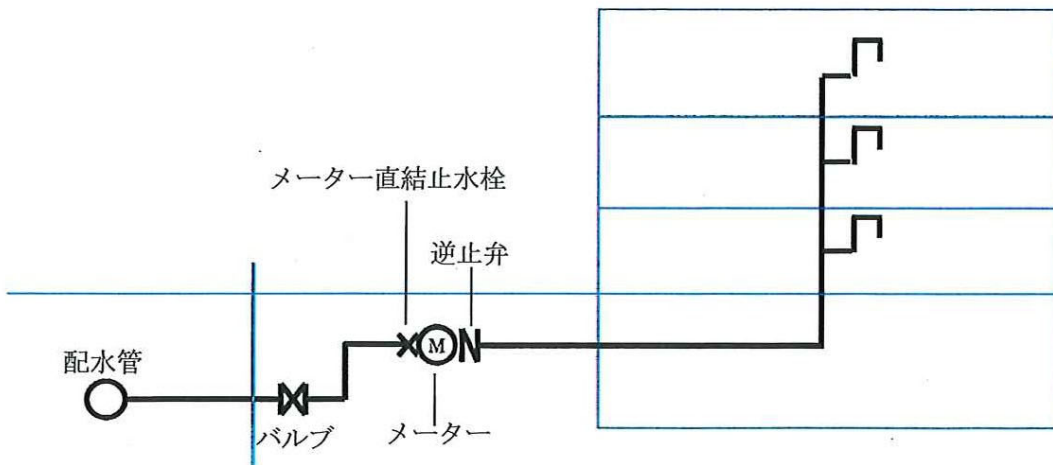 メーター直結止水栓
逆止弁
配水管
M
バルブ
メーター